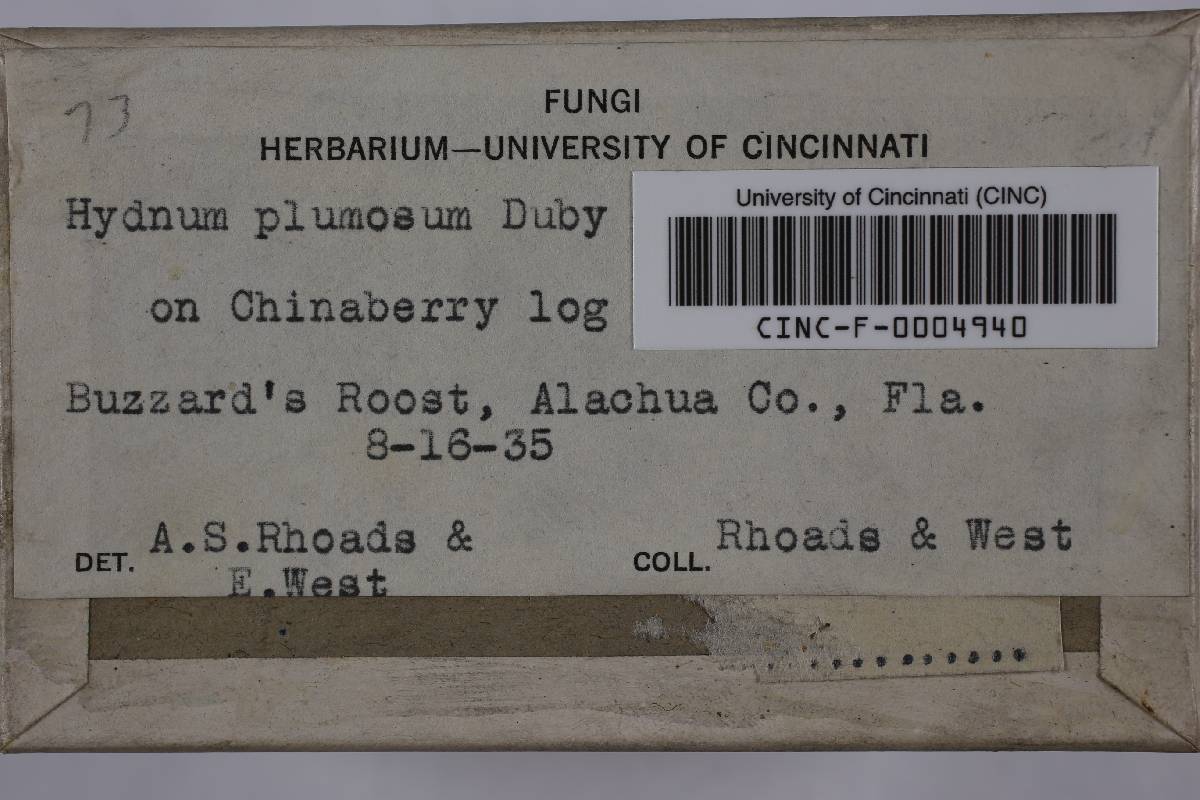 73
FUNGI
HERBARIUM—UNIVERSITY OF CINCINNATI
University of Cincinnati (CINC)
CINC-F-0004940
Hydnum plumosum Duby
on Chinaberry log
Buzzard's Roost, Alachua Co., Fla.
8-16-35
DET. A.S.Rhoads &
E.West
COLL. Rhoads & West